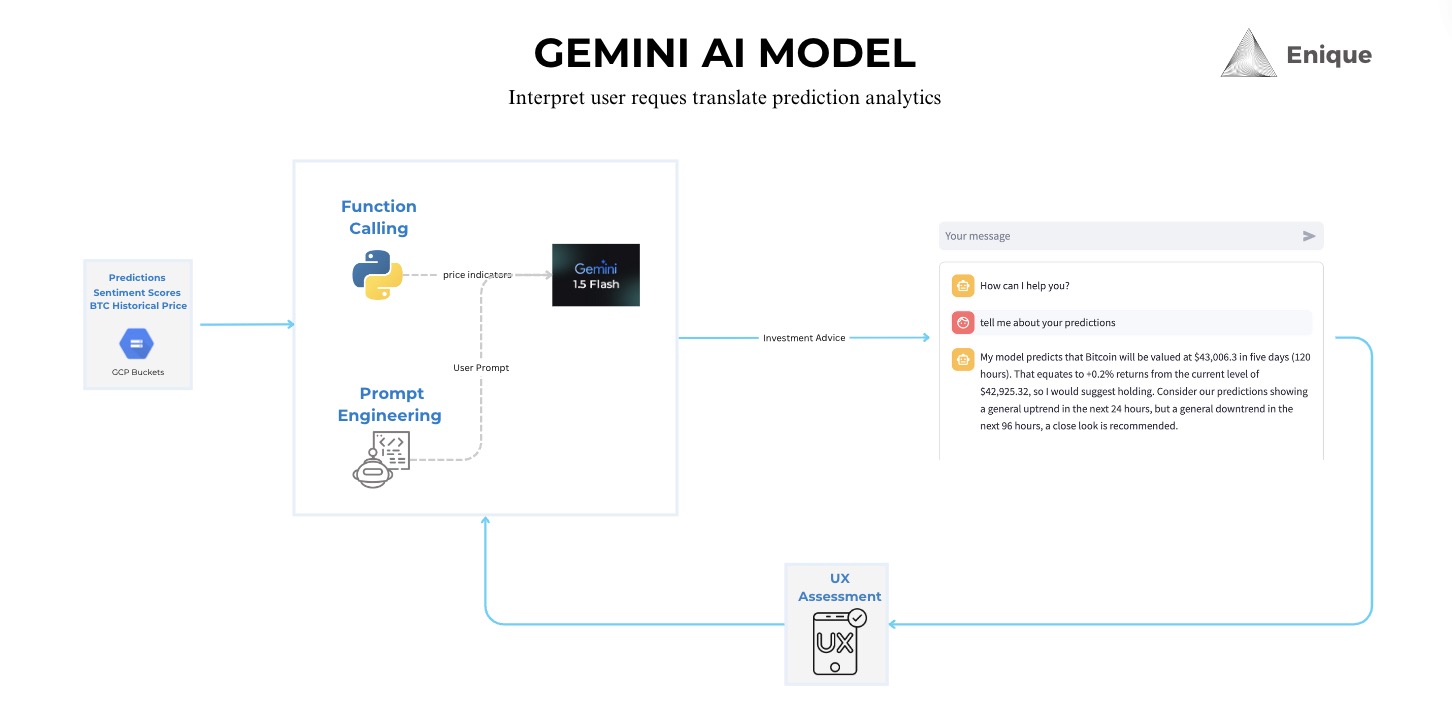 GEMINI AI MODEL
Enique
Interpret user reques translate prediction analytics
Predictions
Sentiment Scores
BTC Historical Price
GCP Buckets
Function
Calling
price indicators
Gemini
1.5 Flash
User Prompt
Prompt
Engineering
Investment Advice
Your message
How can I help you?
tell me about your predictions
My model predicts that Bitcoin will be valued at $43,006.3 in five days (120
hours). That equates to +0.2% returns from the current level of
$42,925.32, so I would suggest holding. Consider our predictions showing
a general uptrend in the next 24 hours, but a general downtrend in the
next 96 hours, a close look is recommended.
UX
Assessment
UX